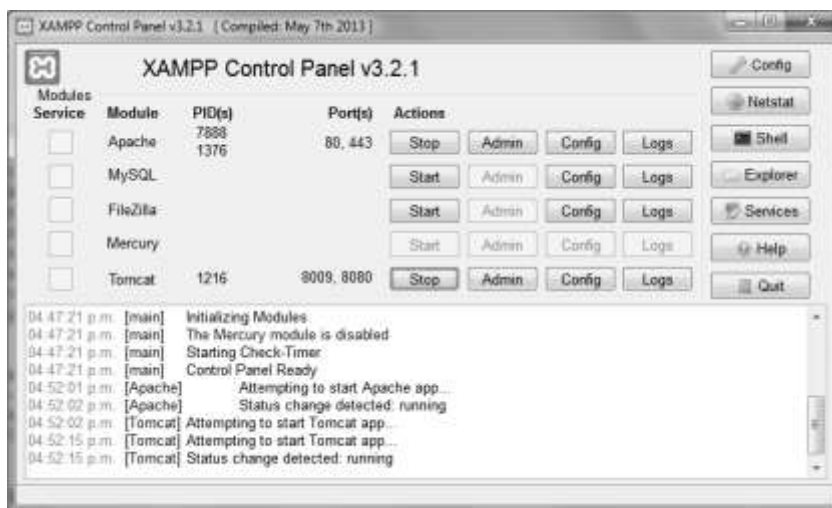 XAMPP Control Panel v3.2.1 [ Compiled: May 7th 2013 ]
XAMPP Control Panel v3.2.1
Config
Modules
Service Module PID(s) Port(s) Actions
Netstat
Apache 7888 1376 80, 443 Stop Admin Config Logs
Shell
MySQL Start Admin Config Logs
Explorer
FileZilla Start Admin Config Logs
Services
Mercury Start Admin Config Logs
Help
Tomcat 1216 8009, 8080 Stop Admin Config Logs
Quit
04:47:21 p.m. [main] Initializing Modules
04:47:21 p.m. [main] The Mercury module is disabled
04:47:21 p.m. [main] Starting Check-Timer
04:47:21 p.m. [main] Control Panel Ready
04:52:01 p.m. [Apache] Attempting to start Apache app...
04:52:02 p.m. [Apache] Status change detected: running
04:52:02 p.m. [Tomcat] Attempting to start Tomcat app...
04:52:15 p.m. [Tomcat] Attempting to start Tomcat app...
04:52:15 p.m. [Tomcat] Status change detected: running